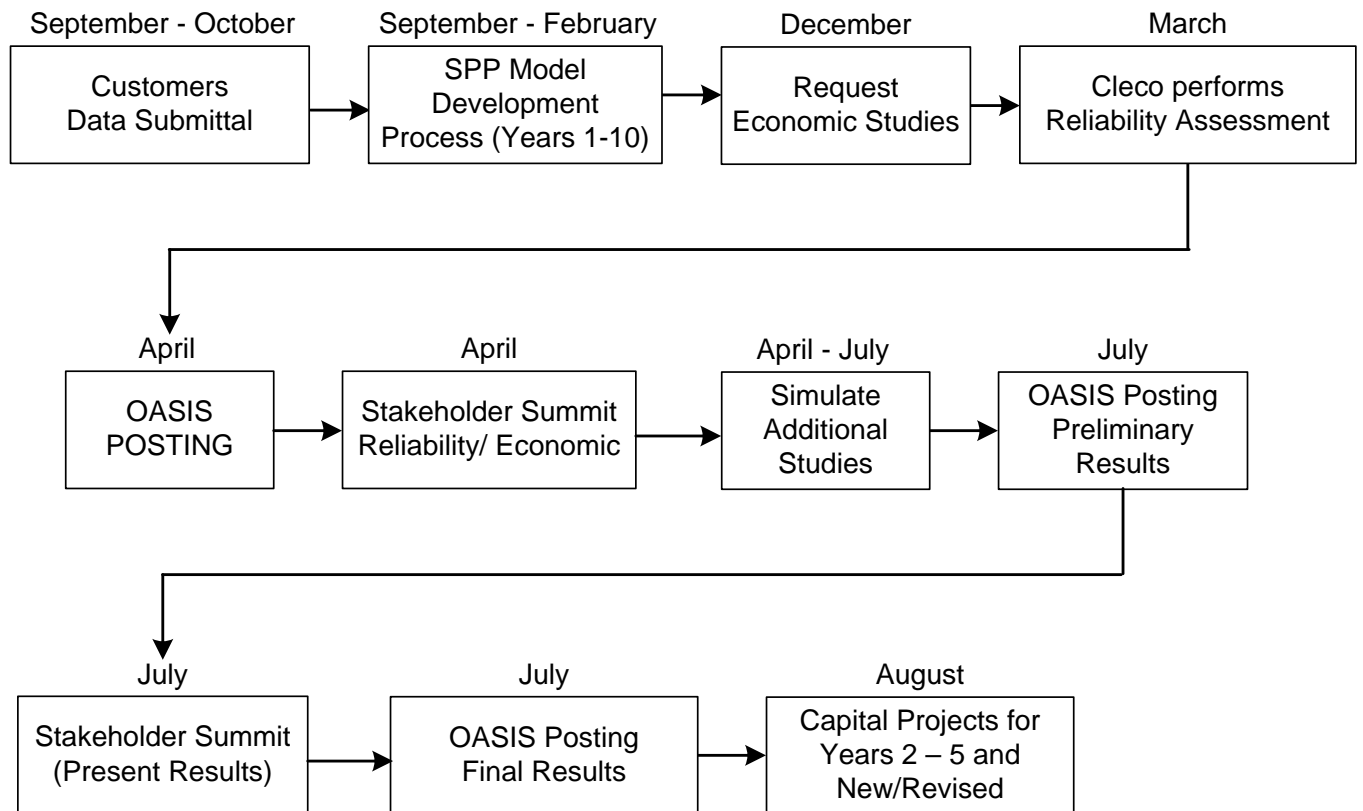 September - October
Customers
Data Submittal
September - February
SPP Model
Development
Process (Years 1-10)
December
Request
Economic Studies
March
Cleco performs
Reliability Assessment
April
OASIS
POSTING
April
Stakeholder Summit
Reliability/ Economic
April - July
Simulate
Additional
Studies
July
OASIS Posting
Preliminary
Results
July
Stakeholder Summit
(Present Results)
July
OASIS Posting
Final Results
August
Capital Projects for
Years 2 – 5 and
New/Revised